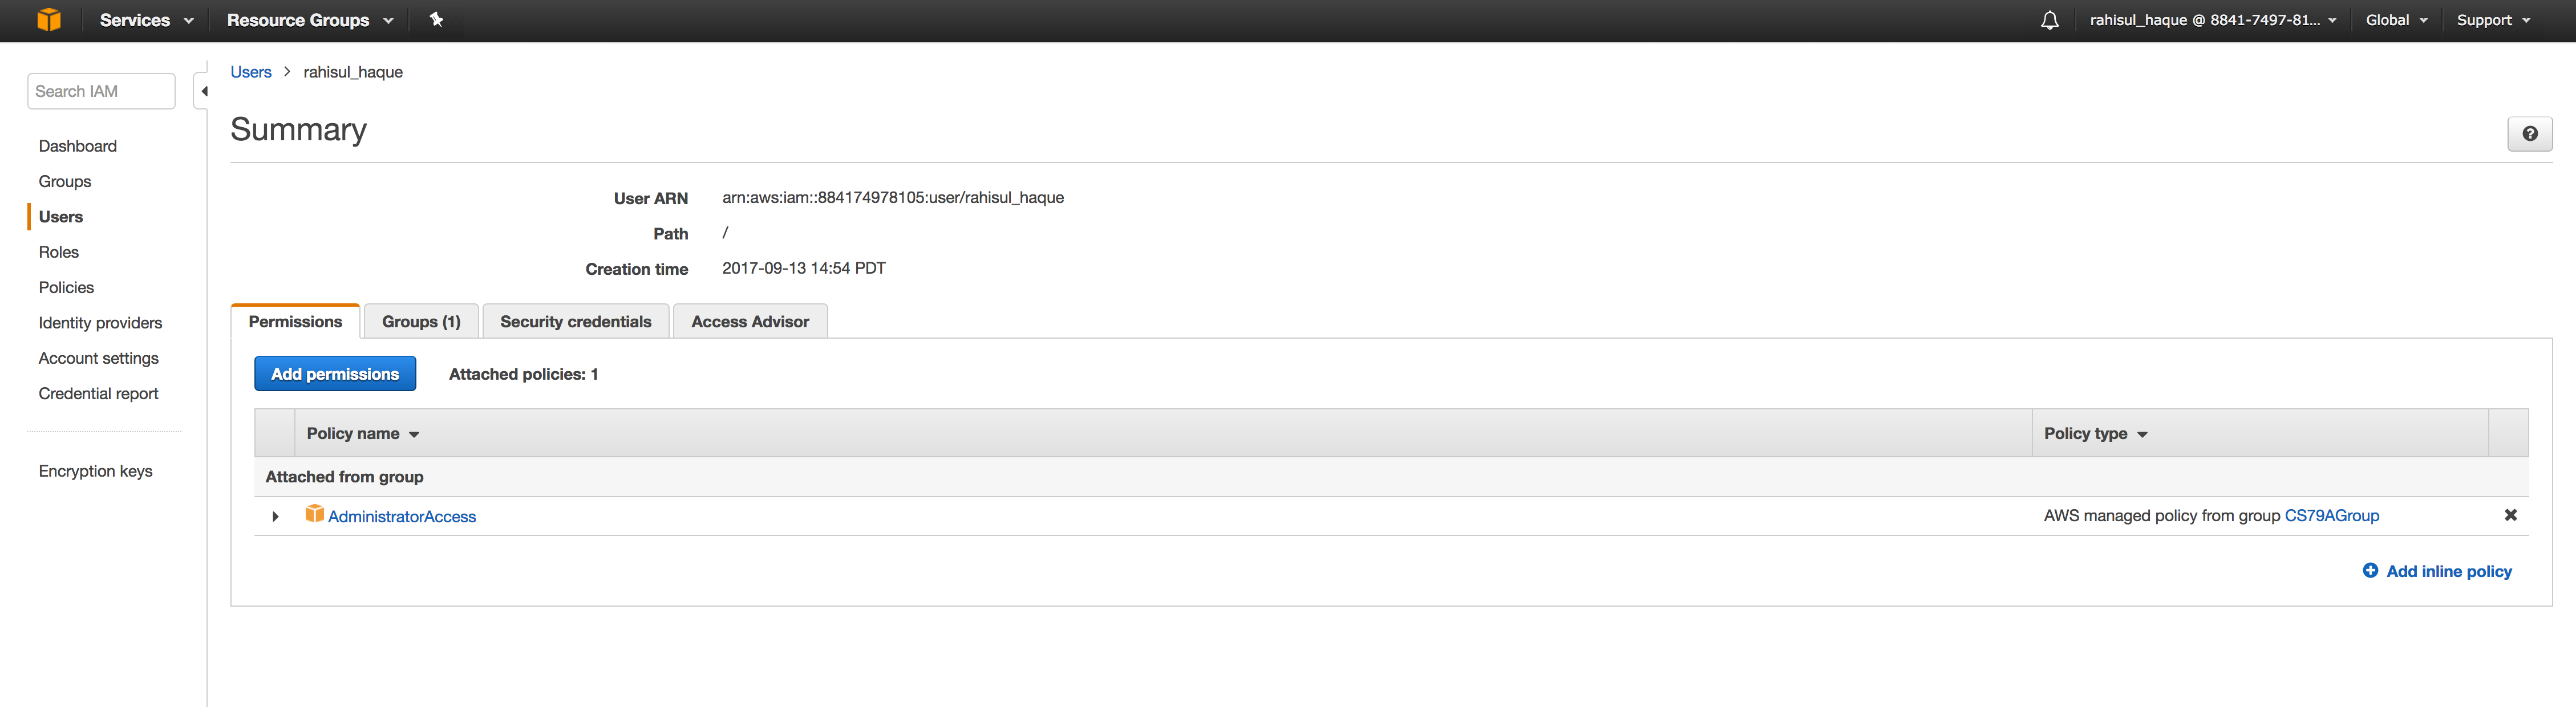 Services Resource Groups rahisul_haque @ 8841-7497-81... Global Support
Search IAM
Dashboard
Groups
Users
Roles
Policies
Identity providers
Account settings
Credential report
Encryption keys
Users > rahisul_haque
Summary
User ARN arn:aws:iam::884174978105:user/rahisul_haque
Path /
Creation time 2017-09-13 14:54 PDT
Permissions Groups (1) Security credentials Access Advisor
Add permissions Attached policies: 1
Policy name Policy type
Attached from group
AdministratorAccess AWS managed policy from group CS79AGroup
Add inline policy